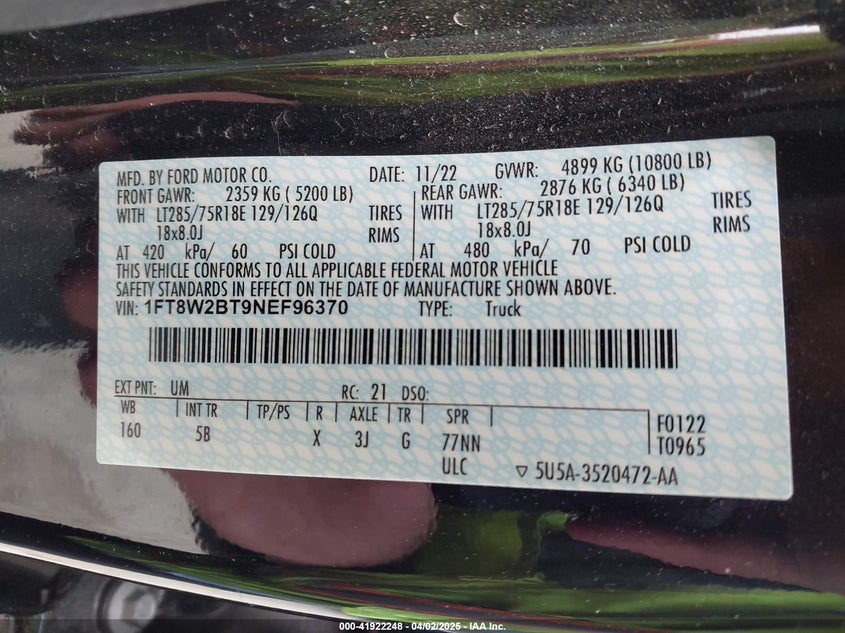 MFD. BY FORD MOTOR CO. DATE: 11/22 GVWR: 4899 KG (10800 LB)
FRONT GAWR: 2359 KG ( 5200 LB) REAR GAWR: 2876 KG ( 6340 LB)
WITH LT285/75R18E 129/126Q TIRES WITH LT285/75R18E 129/126Q TIRES
18x8.0J RIMS 18x8.0J RIMS
AT 420 kPa/ 60 PSI COLD AT 480 kPa/ 70 PSI COLD
THIS VEHICLE CONFORMS TO ALL APPLICABLE FEDERAL MOTOR VEHICLE
SAFETY STANDARDS IN EFFECT ON THE DATE OF MANUFACTURE SHOWN ABOVE.
VIN: 1FT8W2BT9NEF96370 TYPE: Truck
EXT PNT: UM RC: 21 DSO:
WB INT TR TP/PS R AXLE TR SPR F0122
160 5B X 3J G 77NN T0965
ULC ▽ 5U5A-3520472-AA
000-41922248 - 04/02/2025 - IAA Inc.